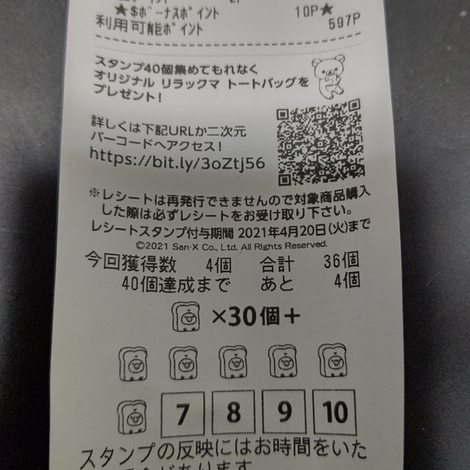 ★$ﾎﾞｰﾅｽﾎﾟｲﾝﾄ 10P★
利用可能ﾎﾟｲﾝﾄ 597P
スタンプ40個集めてもれなく
オリジナル リラックマ トートバッグを
プレゼント！
詳しくは下記URLか二次元
バーコードへアクセス！
https://bit.ly/3oZtj56
※レシートは再発行できませんので対象商品購入
した際は必ずレシートをお受け取り下さい。
レシートスタンプ付与期間 2021年4月20日(火)まで
©2021 San-X Co., Ltd. All Rights Reserved.
今回獲得数 4個 合計 36個
40個達成まで あと 4個
×30個＋
7 8 9 10
スタンプの反映にはお時間をいた